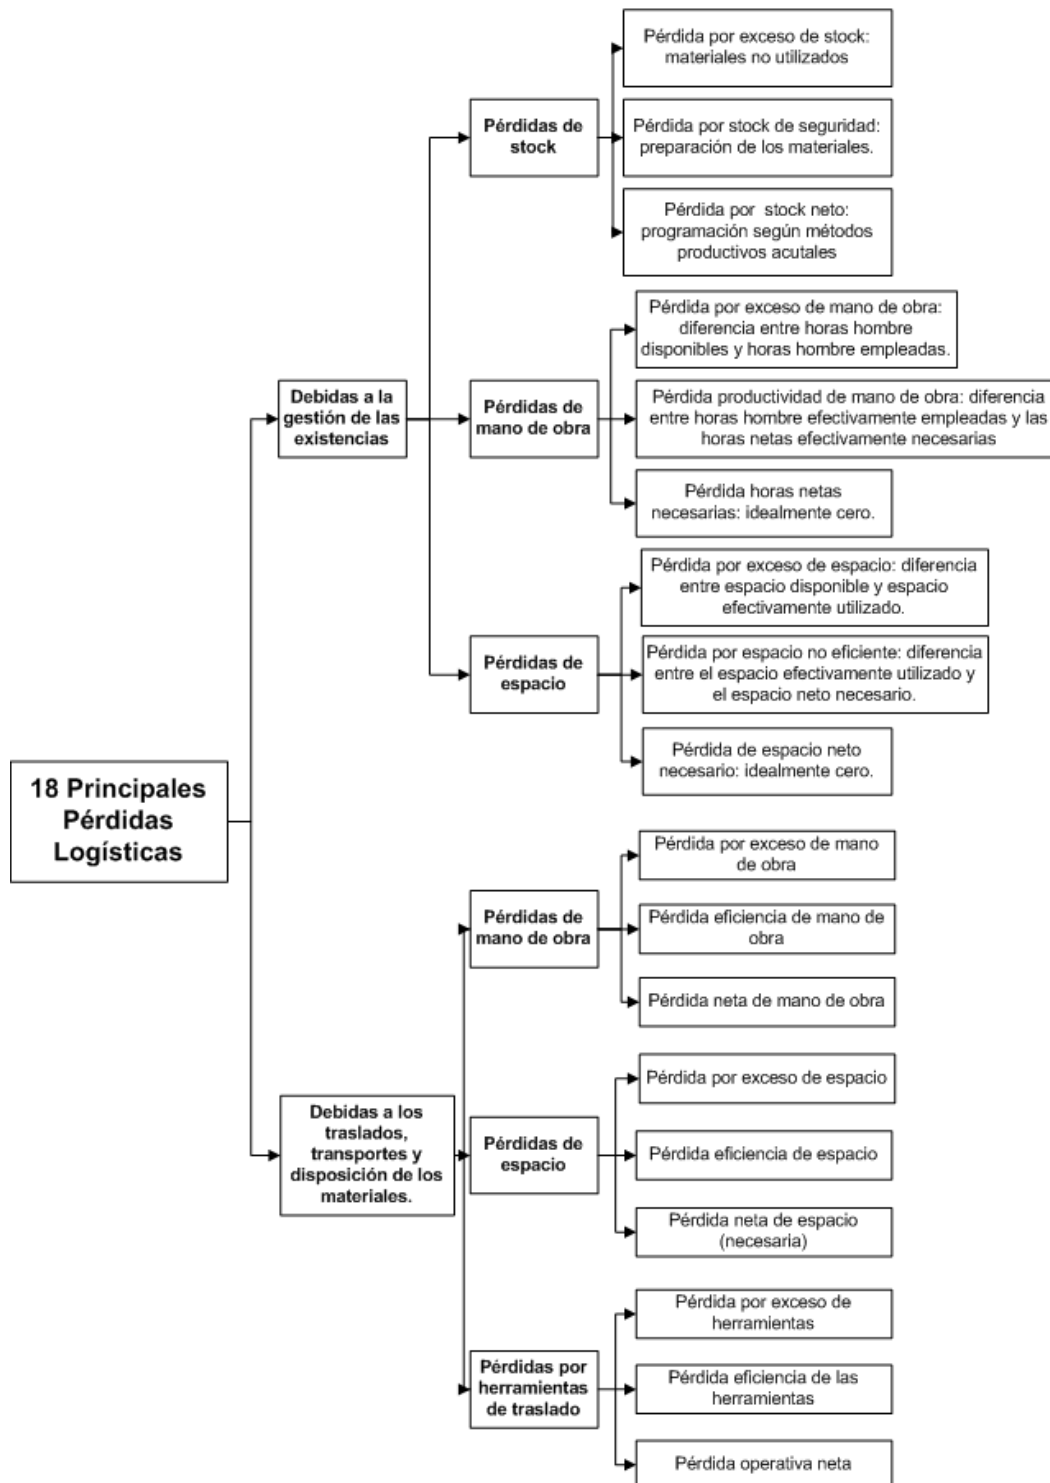 Pérdida por exceso de stock:
materiales no utilizados
Pérdidas de
stock
Pérdida por stock de seguridad:
preparación de los materiales.
Pérdida por stock neto:
programación según métodos
productivos acutales
Pérdida por exceso de mano de obra:
diferencia entre horas hombre
disponibles y horas hombre empleadas.
Debidas a la
gestión de las
existencias
Pérdidas de
mano de obra
Pérdida productividad de mano de obra: diferencia
entre horas hombre efectivamente empleadas y las
horas netas efectivamente necesarias
Pérdida horas netas
necesarias: idealmente cero.
Pérdida por exceso de espacio: diferencia
entre espacio disponible y espacio
efectivamente utilizado.
Pérdidas de
espacio
Pérdida por espacio no eficiente: diferencia
entre el espacio efectivamente utilizado y
el espacio neto necesario.
Pérdida de espacio neto
necesario: idealmente cero.
18 Principales
Pérdidas
Logísticas
Pérdida por exceso de mano
de obra
Pérdidas de
mano de obra
Pérdida eficiencia de mano de
obra
Pérdida neta de mano de obra
Pérdida por exceso de espacio
Debidas a los
traslados,
transportes y
disposición de los
materiales.
Pérdidas de
espacio
Pérdida eficiencia de espacio
Pérdida neta de espacio
(necesaria)
Pérdida por exceso de
herramientas
Pérdidas por
herramientas
de traslado
Pérdida eficiencia de las
herramientas
Pérdida operativa neta